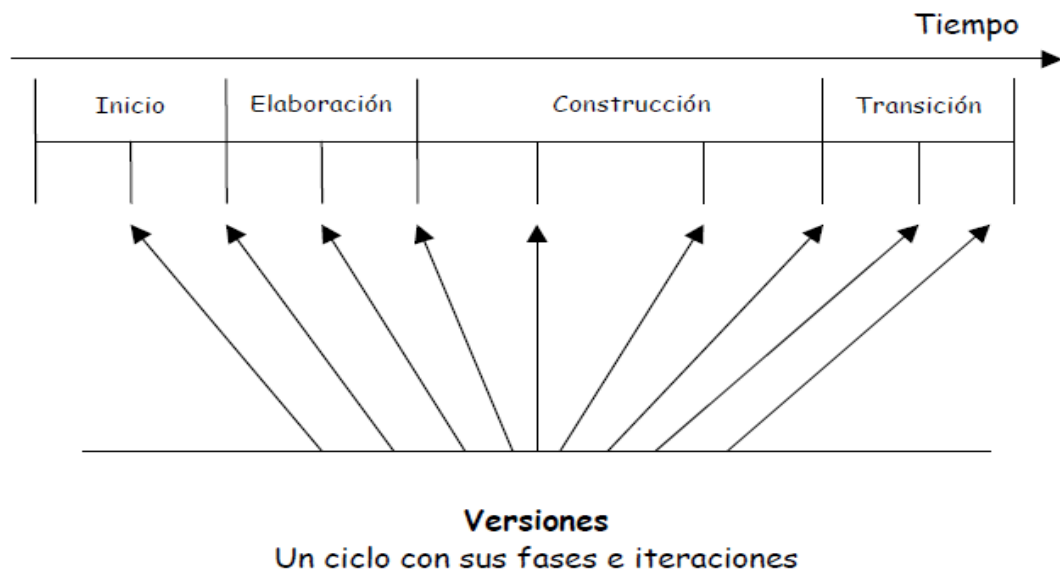 Tiempo
Inicio Elaboración Construcción Transición
Versiones
Un ciclo con sus fases e iteraciones